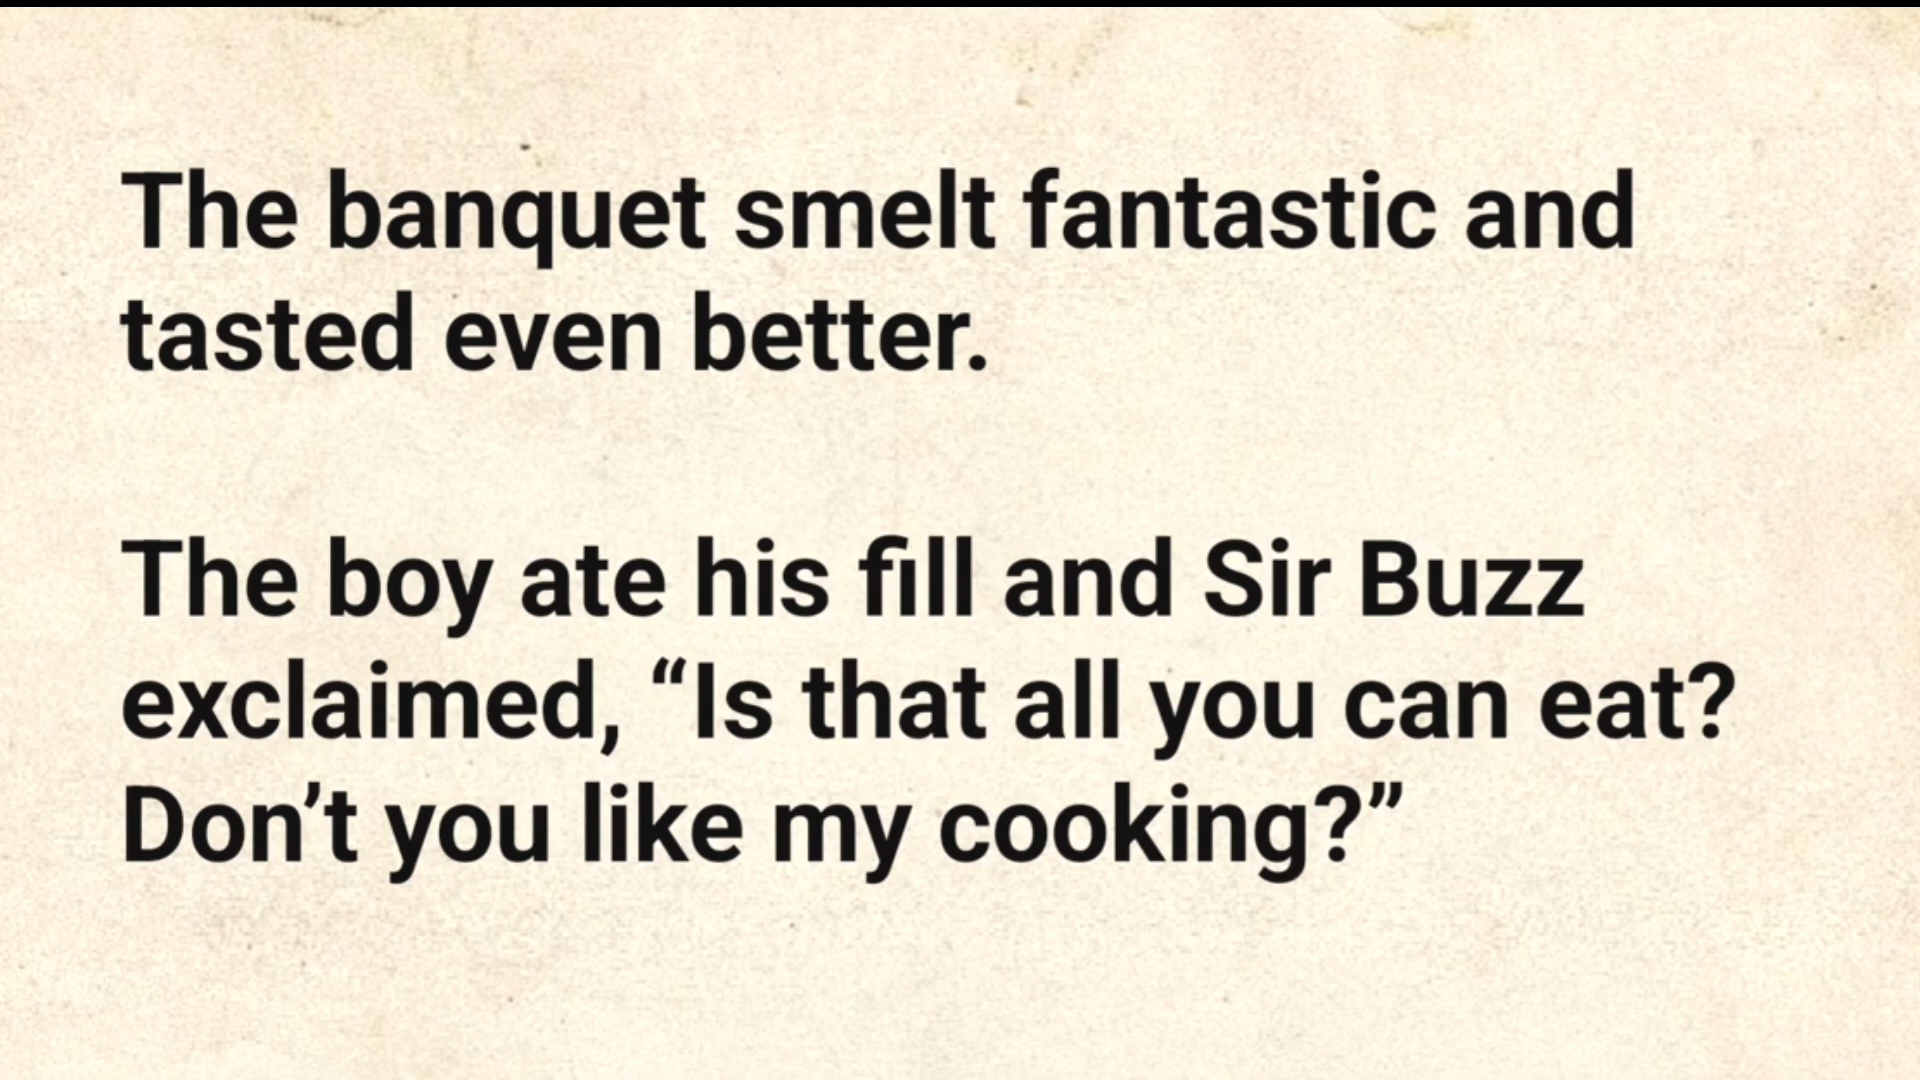 The banquet smelt fantastic and
tasted even better.
The boy ate his fill and Sir Buzz
exclaimed, “Is that all you can eat?
Don’t you like my cooking?”